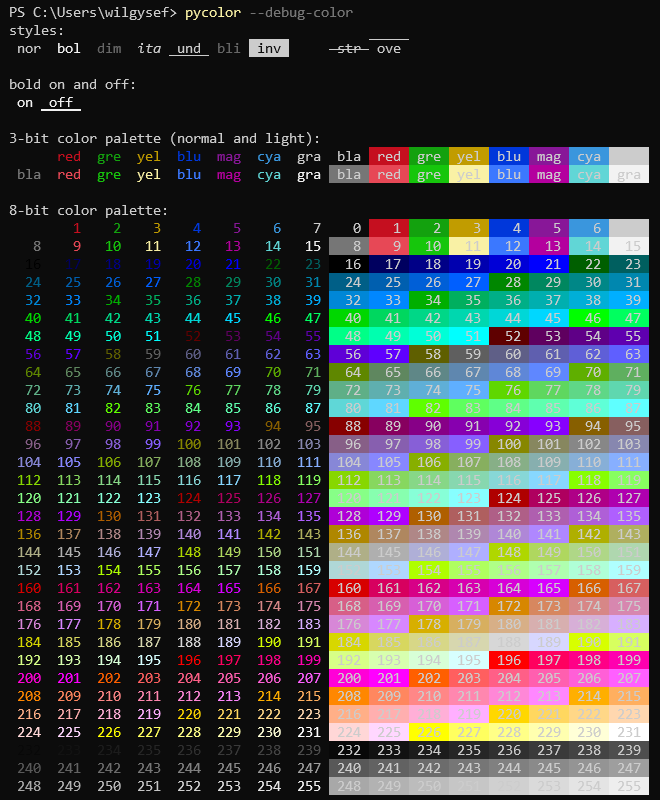 PS C:\Users\wilgysef> pycolor --debug-color
styles:
nor bol dim ita und bli inv str ove
bold on and off:
on off
3-bit color palette (normal and light):
red gre yel blu mag cya gra bla red gre yel blu mag cya
bla red gre yel blu mag cya gra bla red gre yel blu mag cya gra
8-bit color palette:
1 2 3 4 5 6 7 0 1 2 3 4 5 6
8 9 10 11 12 13 14 15 8 9 10 11 12 13 14 15
16 17 18 19 20 21 22 23 16 17 18 19 20 21 22 23
24 25 26 27 28 29 30 31 24 25 26 27 28 29 30 31
32 33 34 35 36 37 38 39 32 33 34 35 36 37 38 39
40 41 42 43 44 45 46 47 40 41 42 43 44 45 46 47
48 49 50 51 52 53 54 55 48 49 50 51 52 53 54 55
56 57 58 59 60 61 62 63 56 57 58 59 60 61 62 63
64 65 66 67 68 69 70 71 64 65 66 67 68 69 70 71
72 73 74 75 76 77 78 79 72 73 74 75 76 77 78 79
80 81 82 83 84 85 86 87 80 81 82 83 84 85 86 87
88 89 90 91 92 93 94 95 88 89 90 91 92 93 94 95
96 97 98 99 100 101 102 103 96 97 98 99 100 101 102 103
104 105 106 107 108 109 110 111 104 105 106 107 108 109 110 111
112 113 114 115 116 117 118 119 112 113 114 115 116 117 118 119
120 121 122 123 124 125 126 127 120 121 122 123 124 125 126 127
128 129 130 131 132 133 134 135 128 129 130 131 132 133 134 135
136 137 138 139 140 141 142 143 136 137 138 139 140 141 142 143
144 145 146 147 148 149 150 151 144 145 146 147 148 149 150 151
152 153 154 155 156 157 158 159 152 153 154 155 156 157 158 159
160 161 162 163 164 165 166 167 160 161 162 163 164 165 166 167
168 169 170 171 172 173 174 175 168 169 170 171 172 173 174 175
176 177 178 179 180 181 182 183 176 177 178 179 180 181 182 183
184 185 186 187 188 189 190 191 184 185 186 187 188 189 190 191
192 193 194 195 196 197 198 199 192 193 194 195 196 197 198 199
200 201 202 203 204 205 206 207 200 201 202 203 204 205 206 207
208 209 210 211 212 213 214 215 208 209 210 211 212 213 214 215
216 217 218 219 220 221 222 223 216 217 218 219 220 221 222 223
224 225 226 227 228 229 230 231 224 225 226 227 228 229 230 231
234 235 236 237 238 239 232 233 234 235 236 237 238 239
240 241 242 243 244 245 246 247 240 241 242 243 244 245 246 247
248 249 250 251 252 253 254 255 248 249 250 251 253 254 255